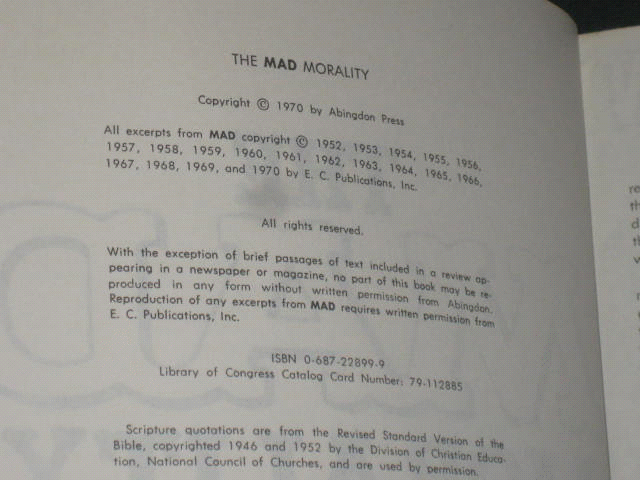 THE MAD MORALITY
Copyright © 1970 by Abingdon Press
All excerpts from MAD copyright © 1952, 1953, 1954, 1955, 1956,
1957, 1958, 1959, 1960, 1961, 1962, 1963, 1964, 1965, 1966,
1967, 1968, 1969, and 1970 by E. C. Publications, Inc.
All rights reserved.
With the exception of brief passages of text included in a review ap-
pearing in a newspaper or magazine, no part of this book may be re-
produced in any form without written permission from Abingdon.
Reproduction of any excerpts from MAD requires written permission from
E. C. Publications, Inc.
ISBN 0-687-22899-9
Library of Congress Catalog Card Number: 79-112885
Scripture quotations are from the Revised Standard Version of the
Bible, copyrighted 1946 and 1952 by the Division of Christian Educa-
tion, National Council of Churches, and are used by permission.